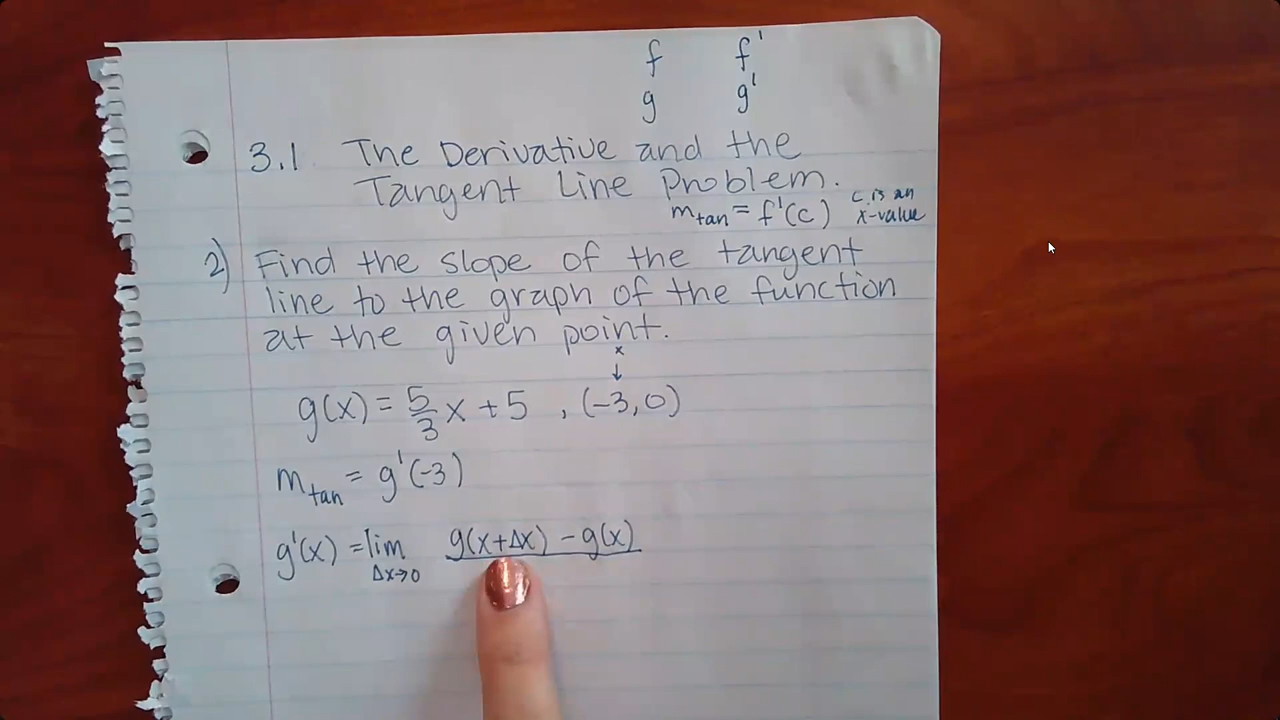 f f'
g g'
3.1 The Derivative and the
Tangent Line Problem.
m_tan = f'(c) c is an
x-value
2) Find the slope of the tangent
line to the graph of the function
at the given point.
x
↓
g(x) = 5/3 x + 5 , (-3, 0)
m_tan = g'(-3)
g'(x) = lim g(x+Δx) - g(x)
Δx→0